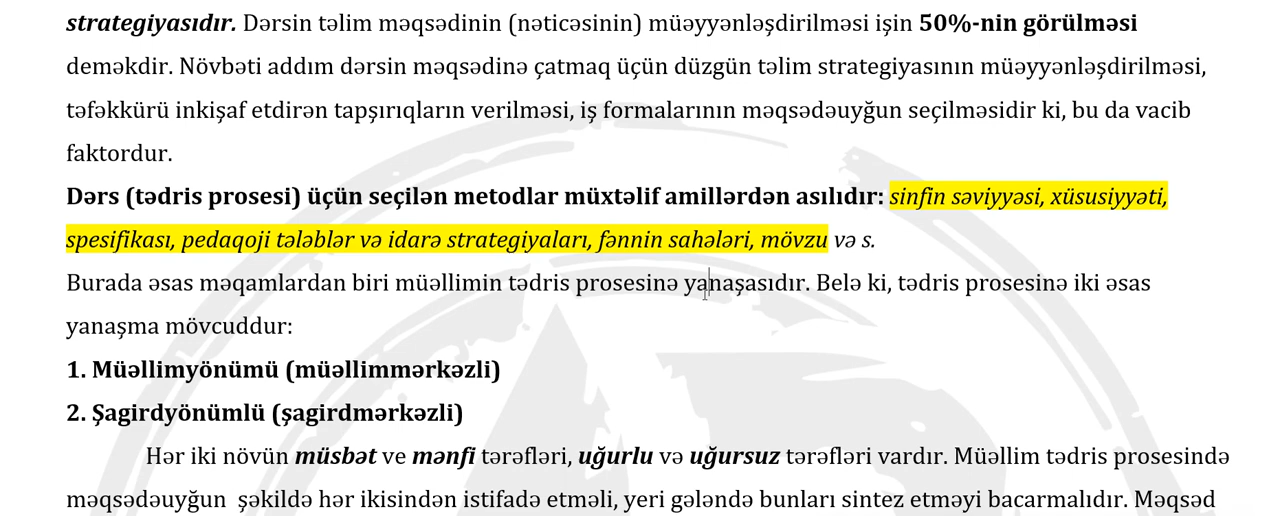 strategiyasıdır. Dərsin təlim məqsədinin (nəticəsinin) müəyyənləşdirilməsi işin 50%-nin görülməsi
deməkdir. Növbəti addım dərsin məqsədinə çatmaq üçün düzgün təlim strategiyasının müəyyənləşdirilməsi,
təfəkkürü inkişaf etdirən tapşırıqların verilməsi, iş formalarının məqsədəuyğun seçilməsidir ki, bu da vacib
faktordur.
Dərs (tədris prosesi) üçün seçilən metodlar müxtəlif amillərdən asılıdır: sinfin səviyyəsi, xüsusiyyəti,
spesifikası, pedaqoji tələblər və idarə strategiyaları, fənnin sahələri, mövzu və s.
Burada əsas məqamlardan biri müəllimin tədris prosesinə yanaşasıdır. Belə ki, tədris prosesinə iki əsas
yanaşma mövcuddur:
1. Müəllimyönümü (müəllimmərkəzli)
2. Şagirdyönümlü (şagirdmərkəzli)
Hər iki növün müsbət ve mənfi tərəfləri, uğurlu və uğursuz tərəfləri vardır. Müəllim tədris prosesində
məqsədəuyğun şəkildə hər ikisindən istifadə etməli, yeri gələndə bunları sintez etməyi bacarmalıdır. Məqsəd